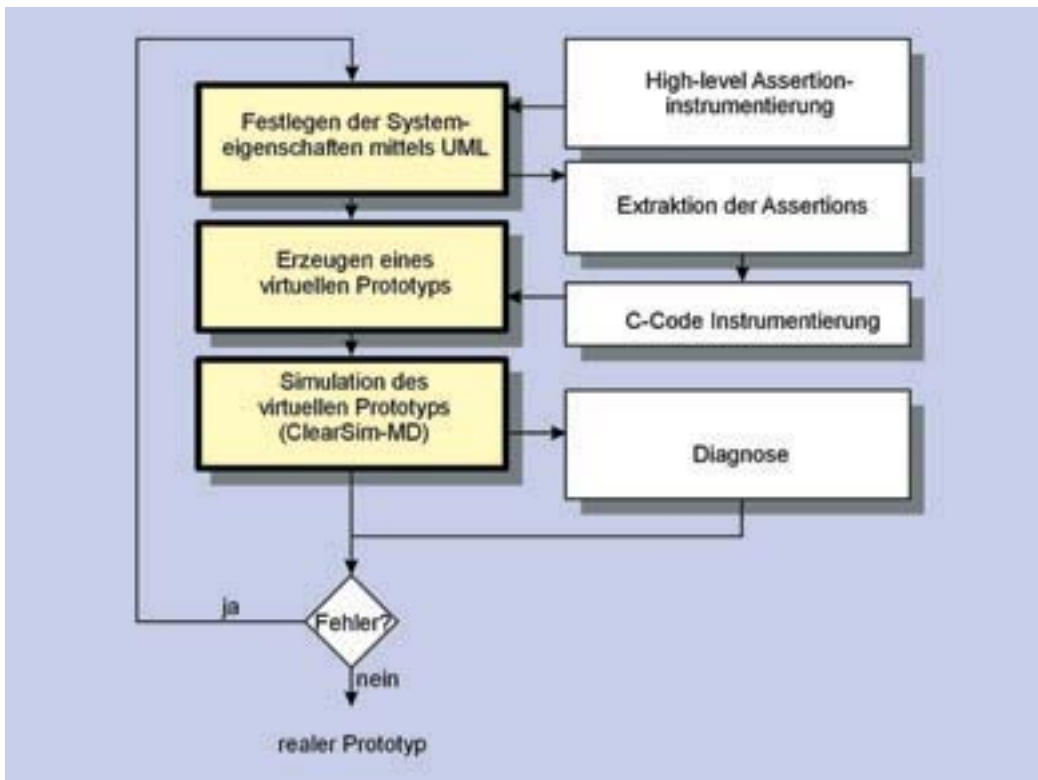 Festlegen der System-
eigenschaften mittels UML
High-level Assertion-
instrumentierung
Extraktion der Assertions
Erzeugen eines
virtuellen Prototyps
C-Code Instrumentierung
Simulation des
virtuellen Prototyps
(ClearSim-MD)
Diagnose
ja
Fehler?
nein
realer Prototyp